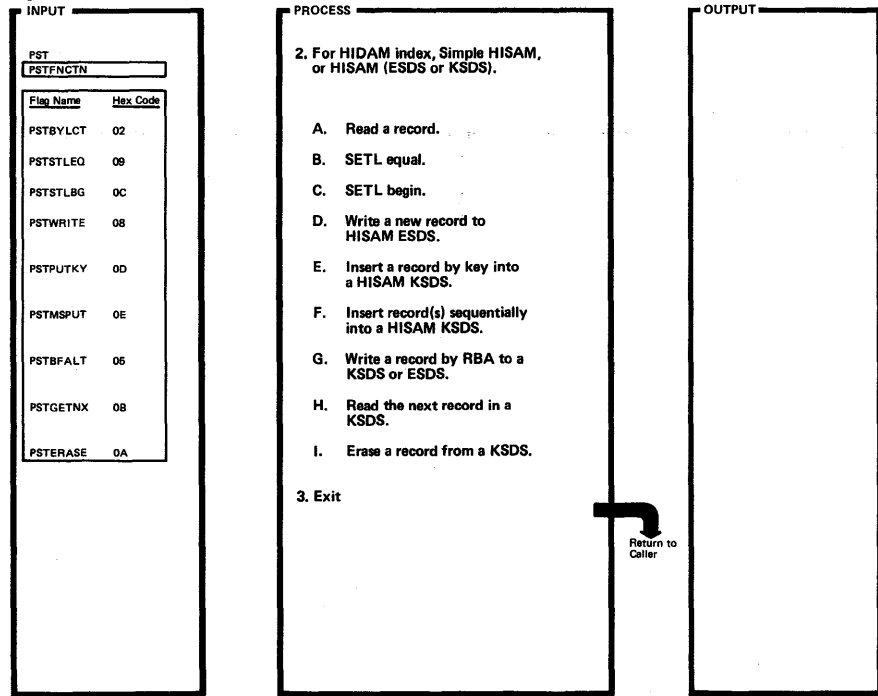 INPUT
PST
PSTFNCTN
Flag Name Hex Code
PSTBYLCT 02
PSTSTLEQ 09
PSTSTLBG 0C
PSTWRITE 08
PSTPUTKY 0D
PSTMSPUT 0E
PSTBFALT 05
PSTGETNX 0B
PSTERASE 0A
PROCESS
2. For HIDAM index, Simple HISAM,
or HISAM (ESDS or KSDS).
A. Read a record.
B. SETL equal.
C. SETL begin.
D. Write a new record to
HISAM ESDS.
E. Insert a record by key into
a HISAM KSDS.
F. Insert record(s) sequentially
into a HISAM KSDS.
G. Write a record by RBA to a
KSDS or ESDS.
H. Read the next record in a
KSDS.
I. Erase a record from a KSDS.
3. Exit
Return to
Caller
OUTPUT